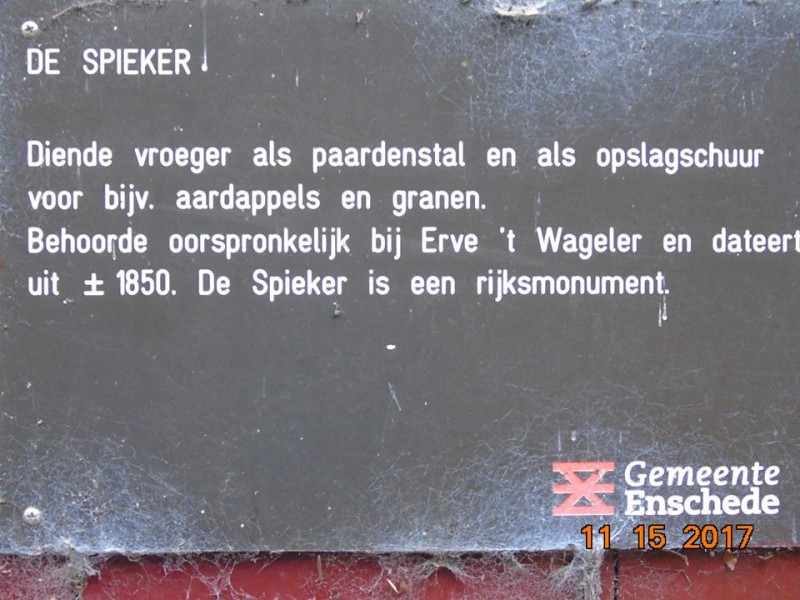 DE SPIEKER
Diende vroeger als paardenstal en als opslagschuur
voor bijv. aardappels en granen.
Behoorde oorspronkelijk bij Erve 't Wageler en dateert
uit ± 1850. De Spieker is een rijksmonument.
Gemeente
Enschede
11 15 2017